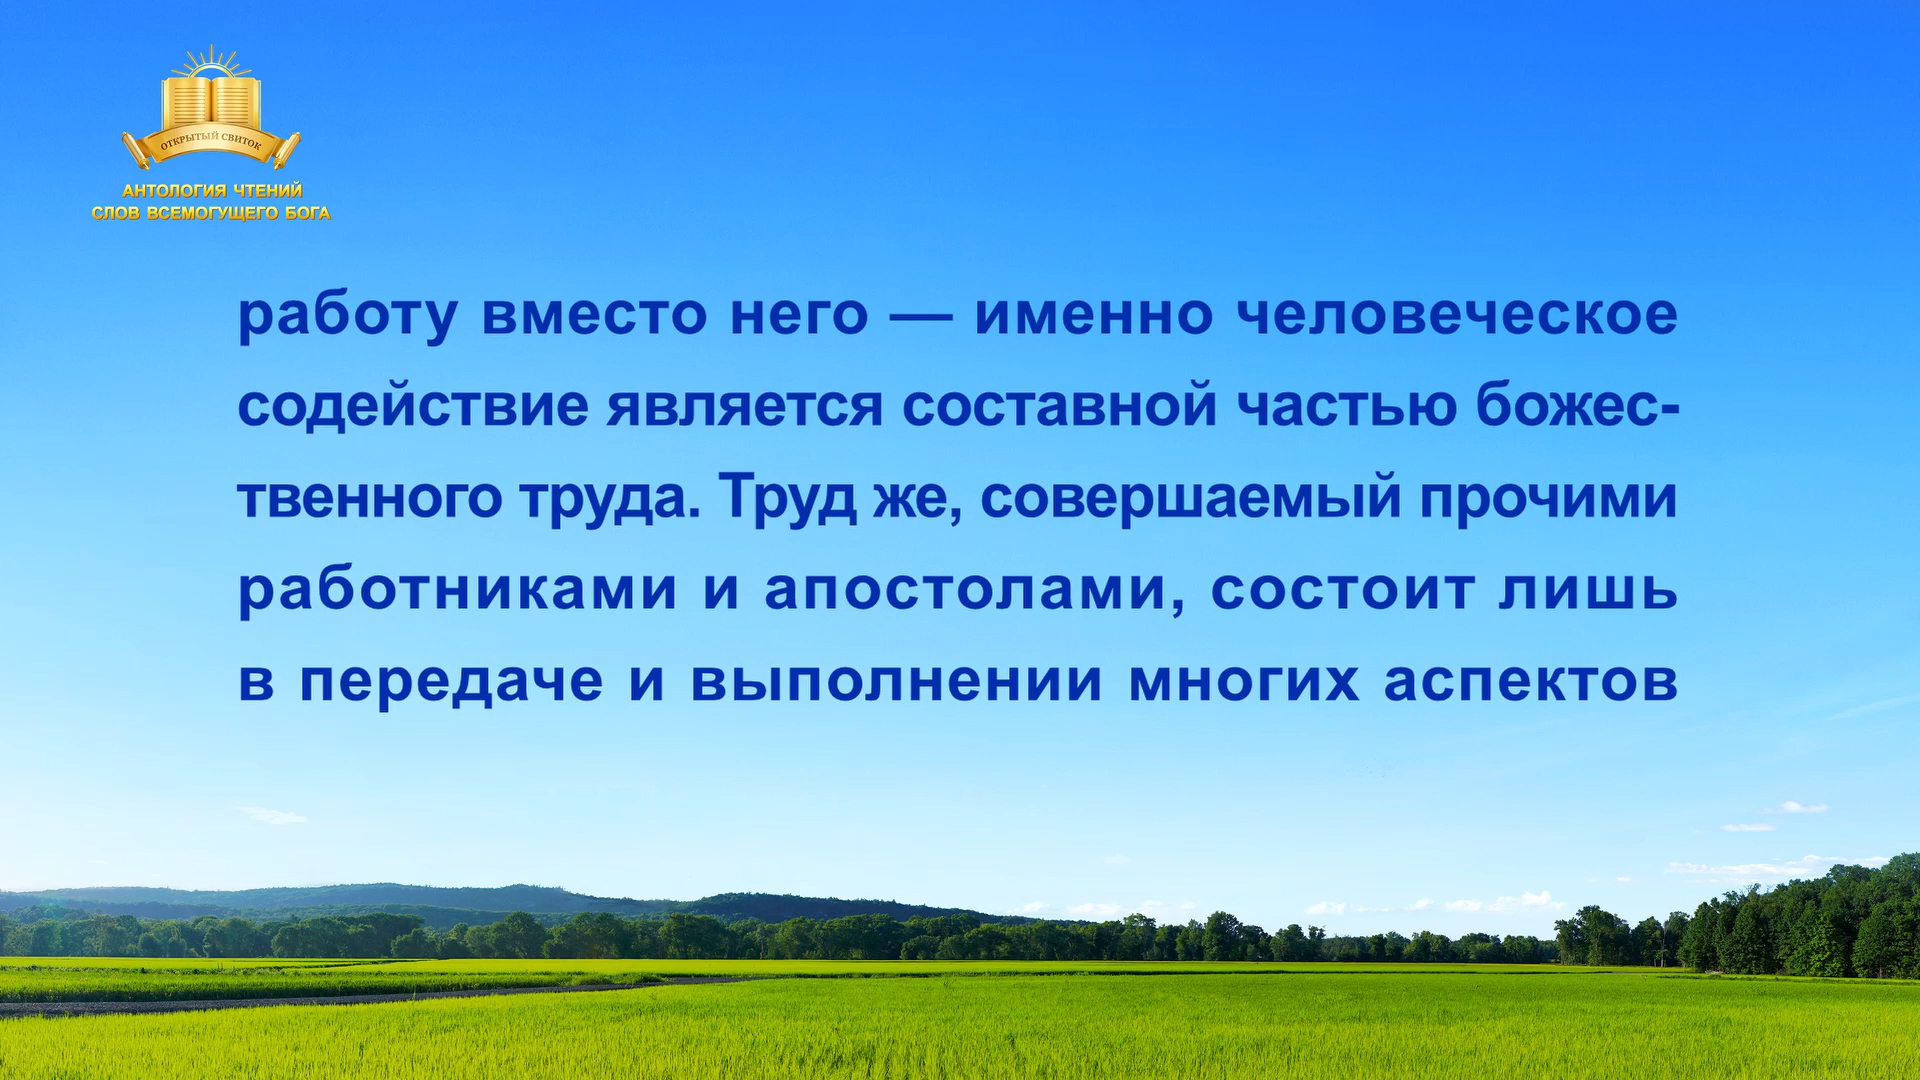 ОТКРЫТЫЙ СВИТОК
АНТОЛОГИЯ ЧТЕНИЙ
СЛОВ ВСЕМОГУЩЕГО БОГА
работу вместо него — именно человеческое
содействие является составной частью божес-
твенного труда. Труд же, совершаемый прочими
работниками и апостолами, состоит лишь
в передаче и выполнении многих аспектов